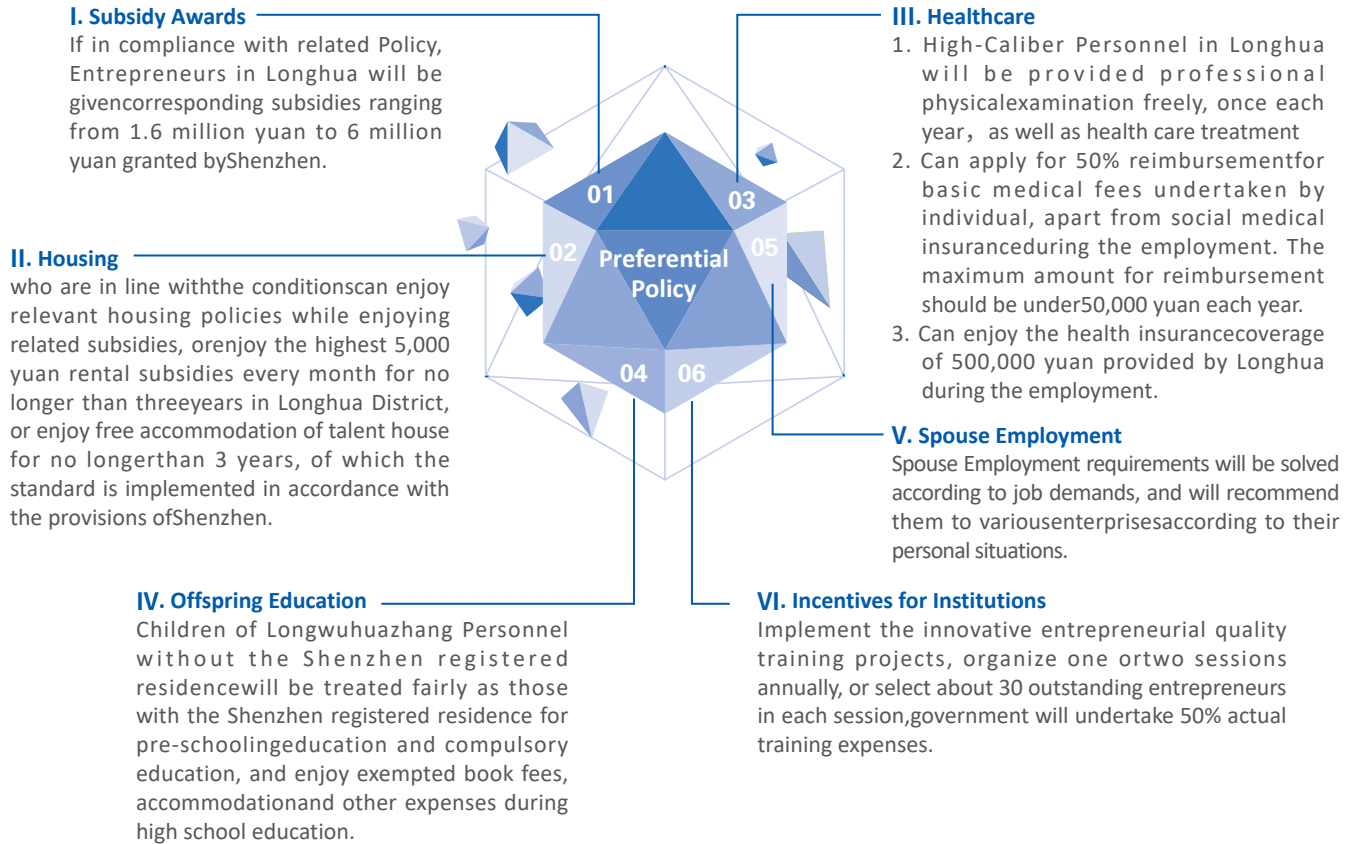 I. Subsidy Awards
If in compliance with related Policy,
Entrepreneurs in Longhua will be
givencorresponding subsidies ranging
from 1.6 million yuan to 6 million
yuan granted byShenzhen.
II. Housing
who are in line withthe conditionscan enjoy
relevant housing policies while enjoying
related subsidies, orenjoy the highest 5,000
yuan rental subsidies every month for no
longer than threeyears in Longhua District,
or enjoy free accommodation of talent house
for no longerthan 3 years, of which the
standard is implemented in accordance with
the provisions ofShenzhen.
01
02
03
05
Preferential
Policy
04
06
III. Healthcare
1. High-Caliber Personnel in Longhua
will be provided professional
physicalexamination freely, once each
year，as well as health care treatment
2. Can apply for 50% reimbursementfor
basic medical fees undertaken by
individual, apart from social medical
insuranceduring the employment. The
maximum amount for reimbursement
should be under50,000 yuan each year.
3. Can enjoy the health insurancecoverage
of 500,000 yuan provided by Longhua
during the employment.
V. Spouse Employment
Spouse Employment requirements will be solved
according to job demands, and will recommend
them to variousenterprisesaccording to their
personal situations.
IV. Offspring Education
Children of Longwuhuazhang Personnel
without the Shenzhen registered
residencewill be treated fairly as those
with the Shenzhen registered residence for
pre-schoolingeducation and compulsory
education, and enjoy exempted book fees,
accommodationand other expenses during
high school education.
VI. Incentives for Institutions
Implement the innovative entrepreneurial quality
training projects, organize one ortwo sessions
annually, or select about 30 outstanding entrepreneurs
in each session,government will undertake 50% actual
training expenses.